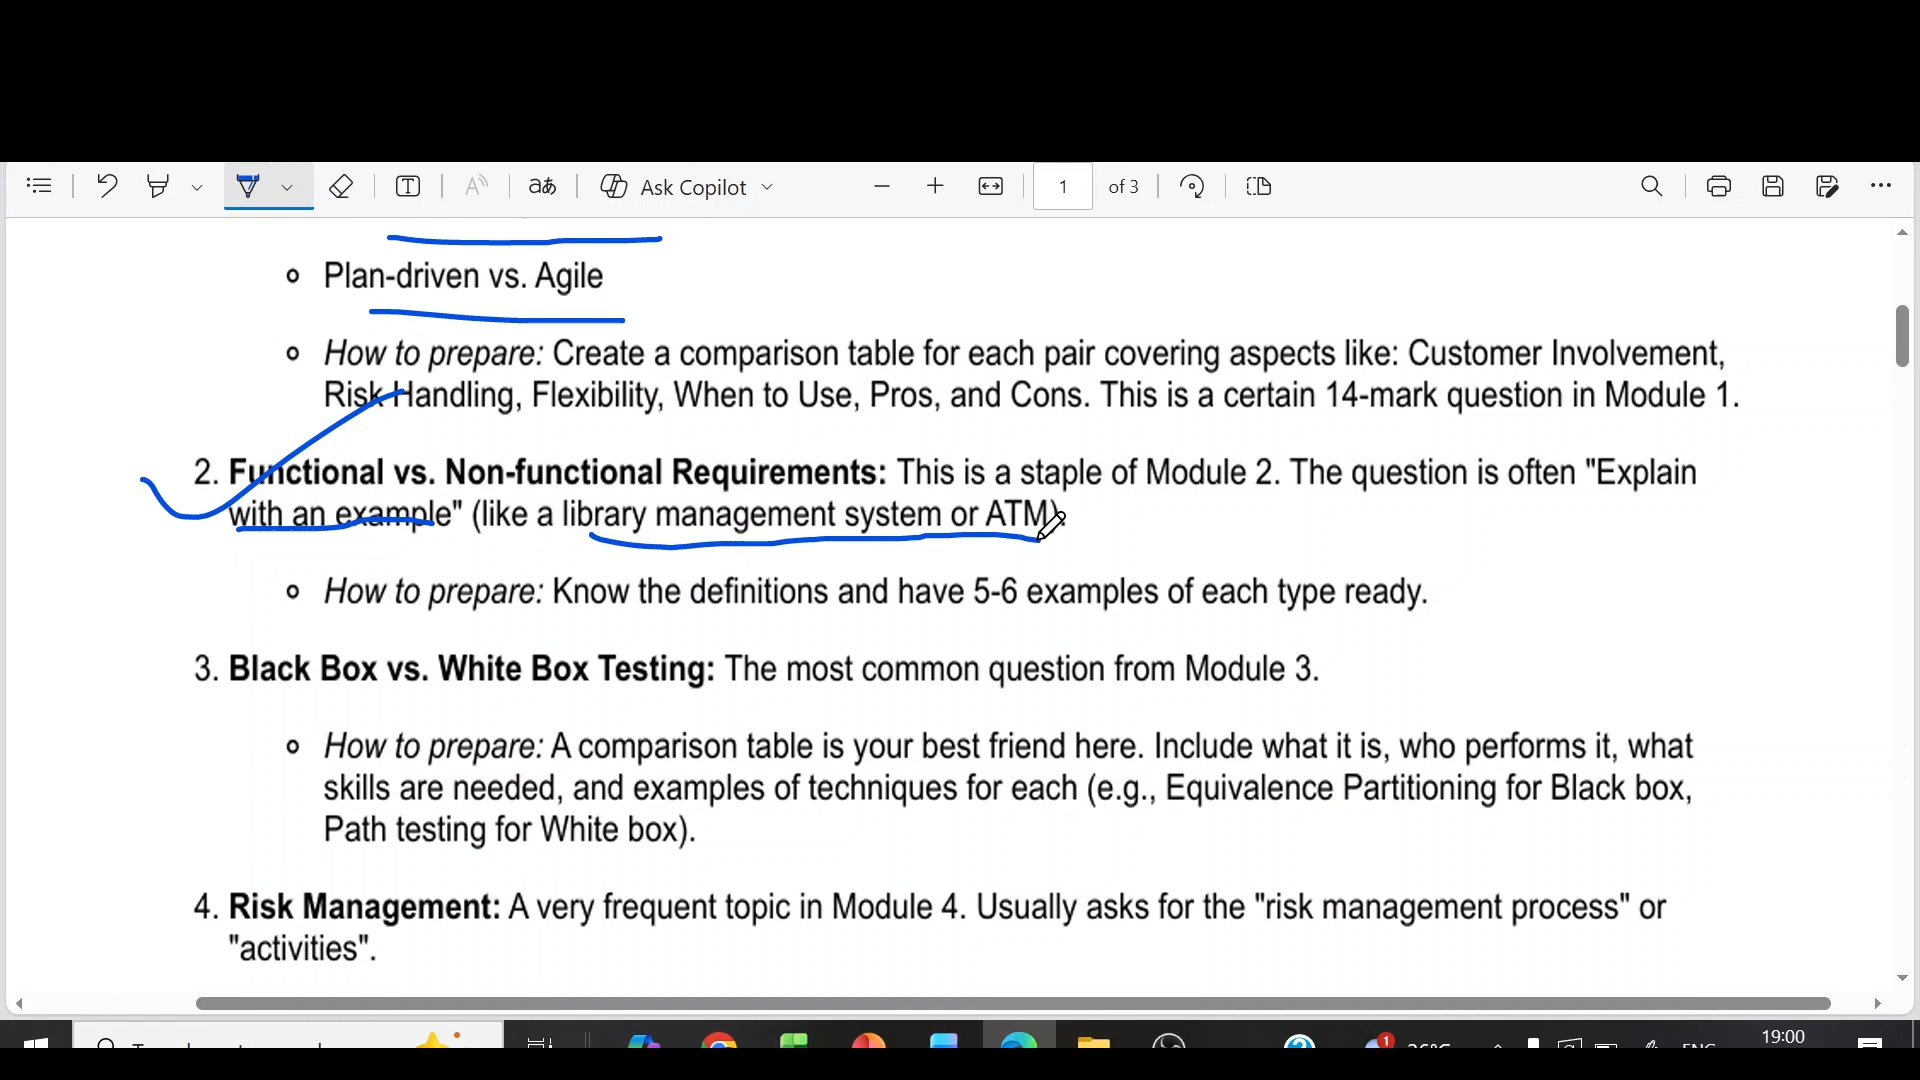 aあ Ask Copilot 1 of 3
○ Plan-driven vs. Agile
○ How to prepare: Create a comparison table for each pair covering aspects like: Customer Involvement,
Risk Handling, Flexibility, When to Use, Pros, and Cons. This is a certain 14-mark question in Module 1.
2. Functional vs. Non-functional Requirements: This is a staple of Module 2. The question is often "Explain
with an example" (like a library management system or ATM).
○ How to prepare: Know the definitions and have 5-6 examples of each type ready.
3. Black Box vs. White Box Testing: The most common question from Module 3.
○ How to prepare: A comparison table is your best friend here. Include what it is, who performs it, what
skills are needed, and examples of techniques for each (e.g., Equivalence Partitioning for Black box,
Path testing for White box).
4. Risk Management: A very frequent topic in Module 4. Usually asks for the "risk management process" or
"activities".
1 26°C ENG 19:00